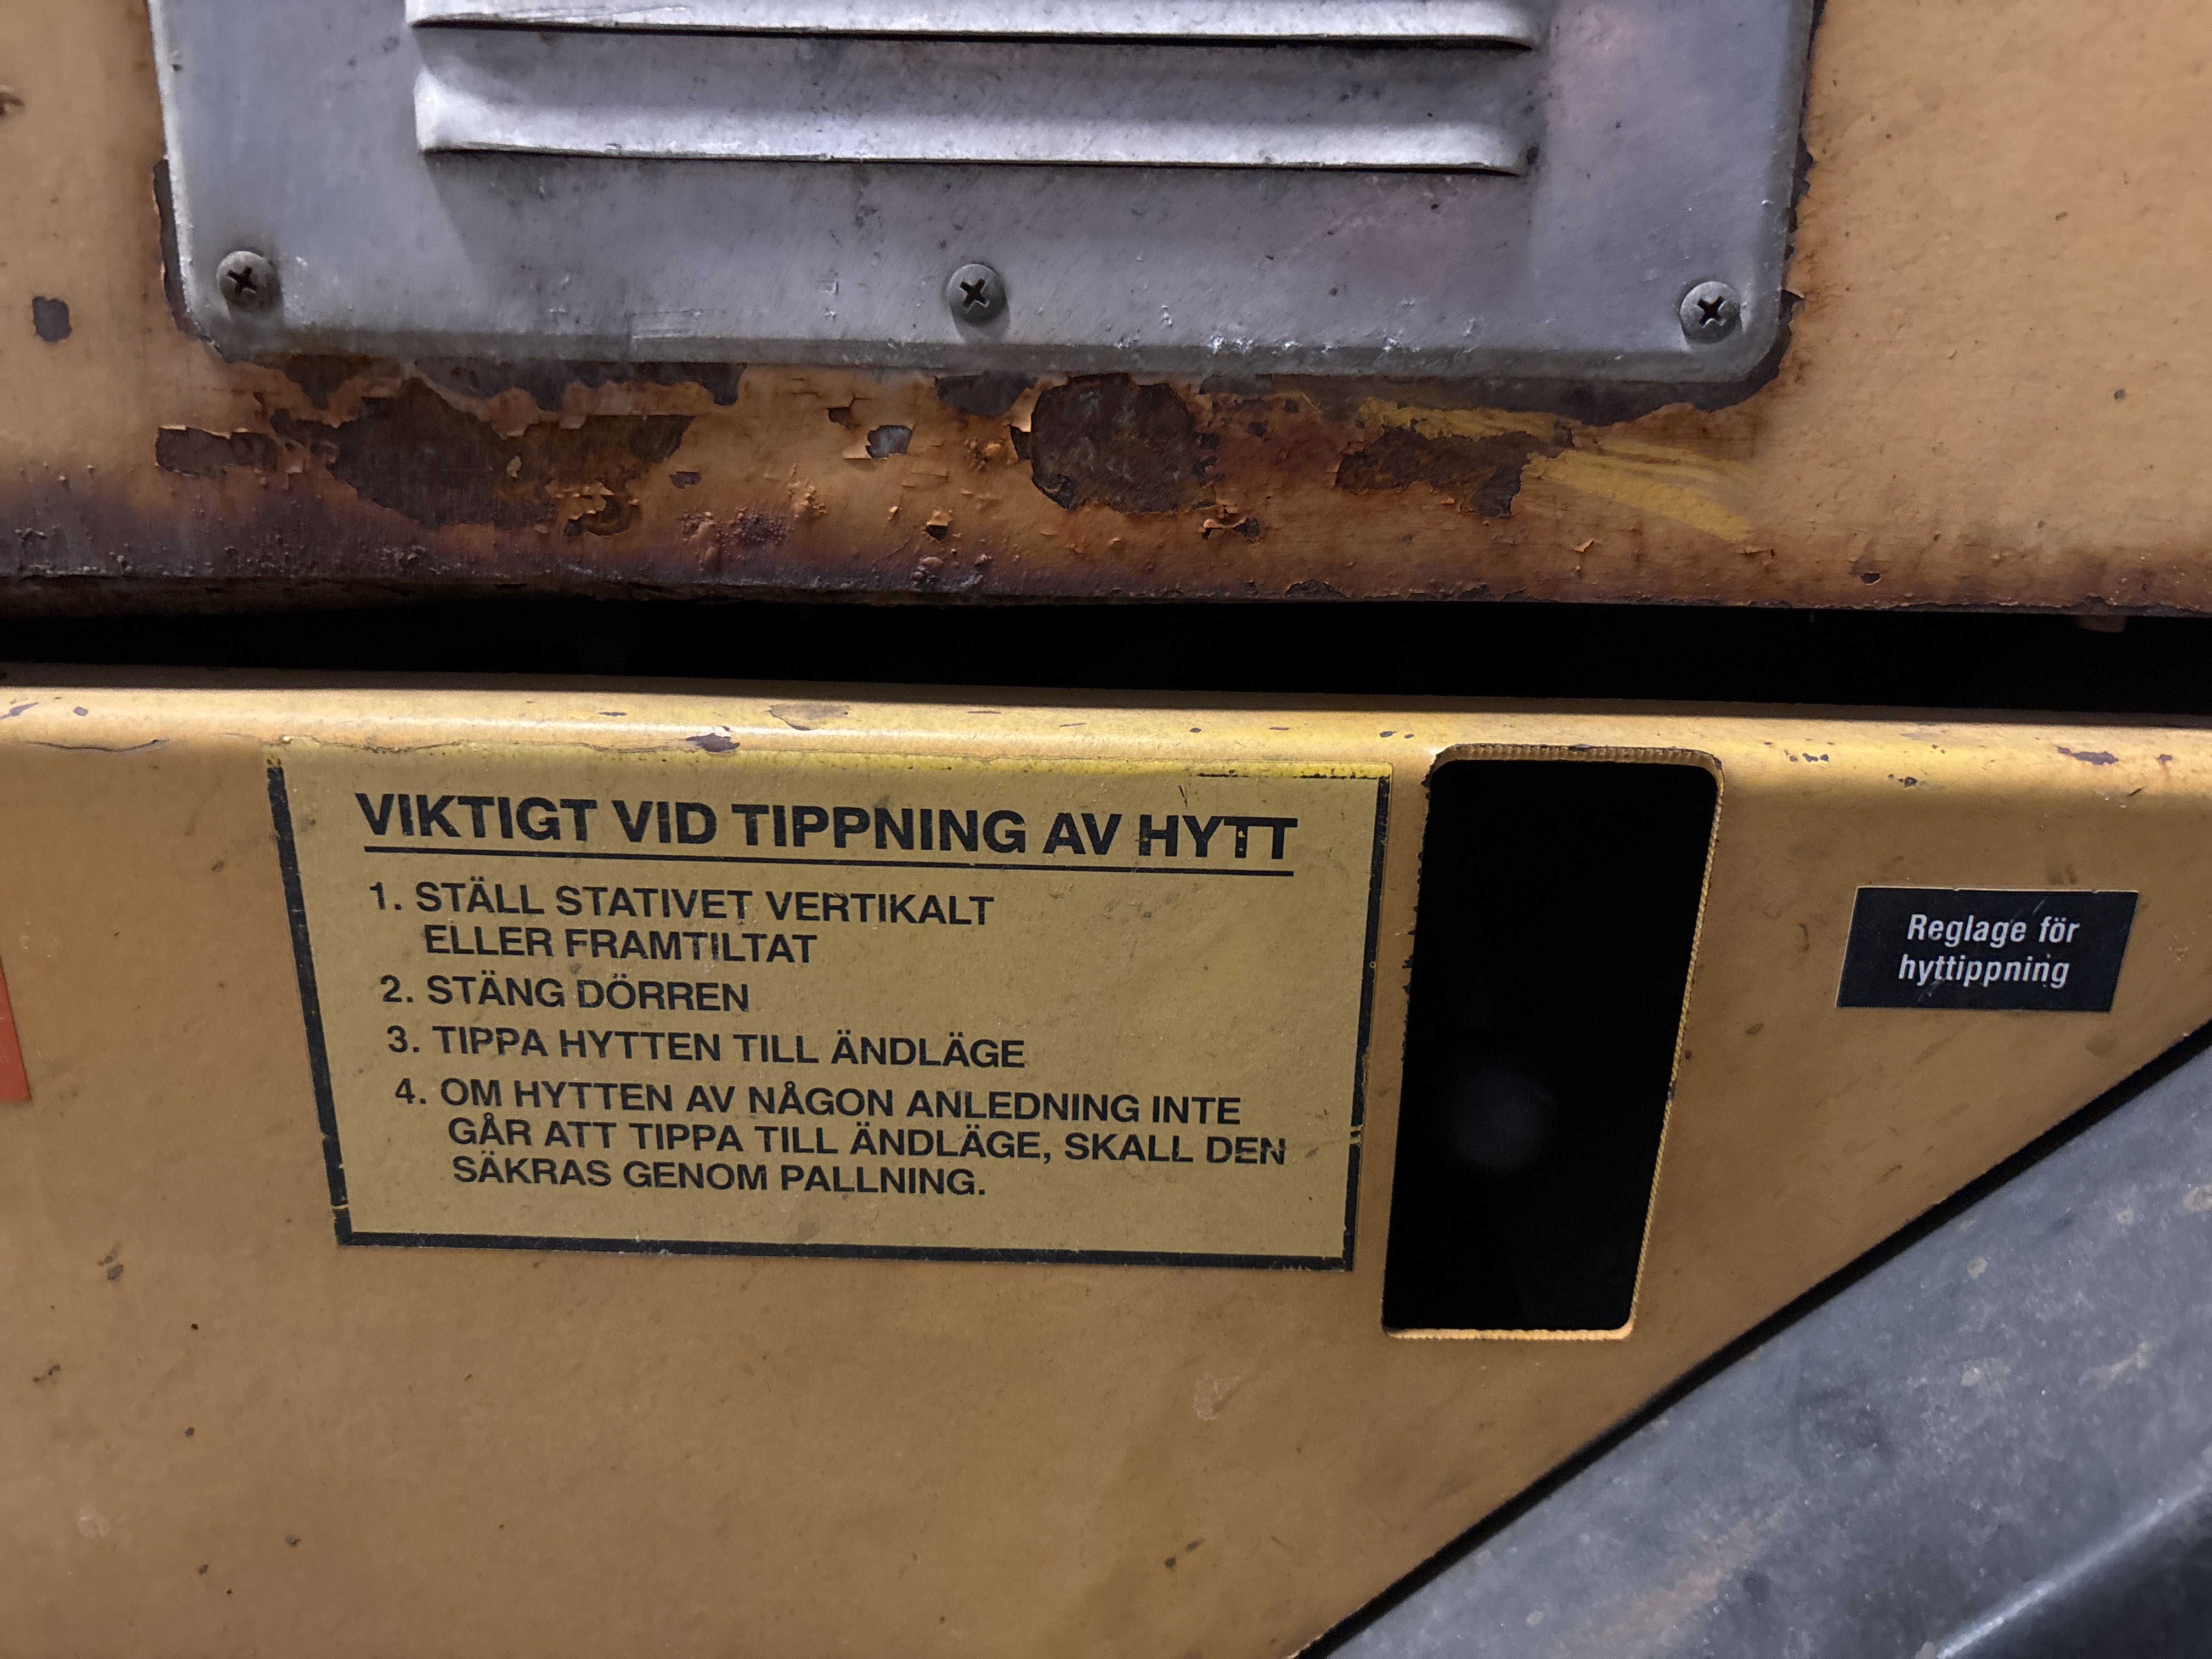 VIKTIGT VID TIPPNING AV HYTT
1. STÄLL STATIVET VERTIKALT
ELLER FRAMTILTAT
2. STÄNG DÖRREN
3. TIPPA HYTTEN TILL ÄNDLÄGE
4. OM HYTTEN AV NÅGON ANLEDNING INTE
GÅR ATT TIPPA TILL ÄNDLÄGE, SKALL DEN
SÄKRAS GENOM PALLNING.
Reglage för
hyttippning